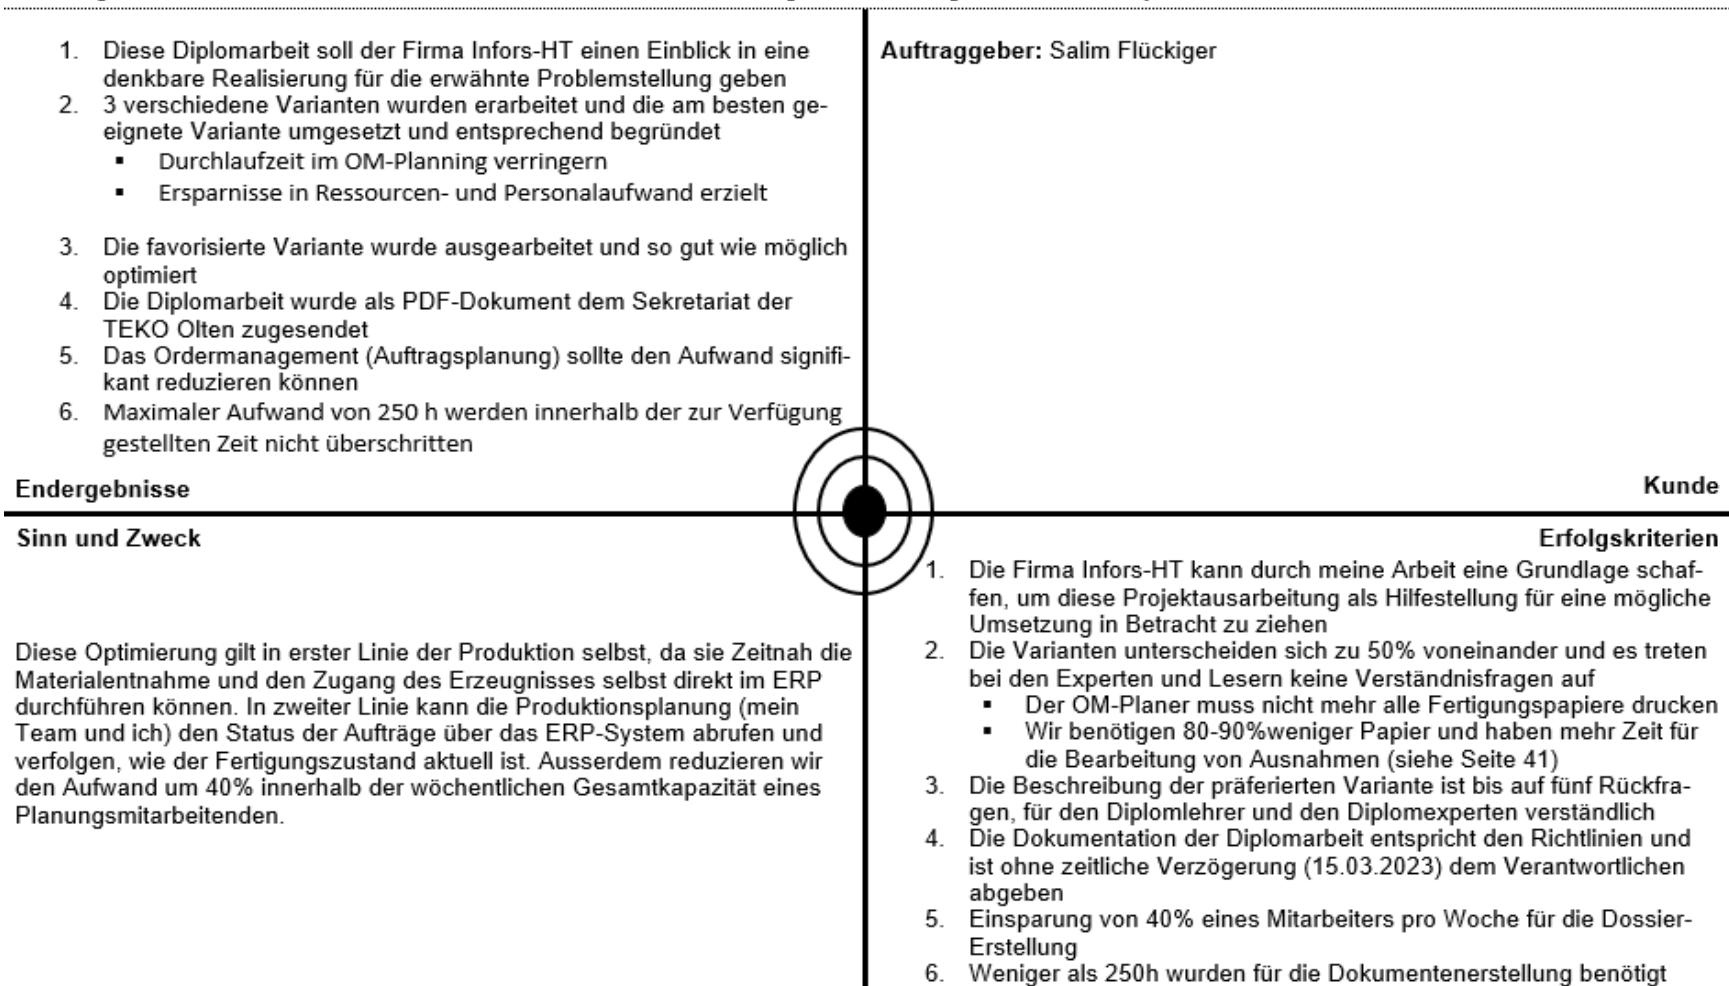 1. Diese Diplomarbeit soll der Firma Infors-HT einen Einblick in eine
denkbare Realisierung für die erwähnte Problemstellung geben
2. 3 verschiedene Varianten wurden erarbeitet und die am besten ge-
eignete Variante umgesetzt und entsprechend begründet
▪ Durchlaufzeit im OM-Planning verringern
▪ Ersparnisse in Ressourcen- und Personalaufwand erzielt
3. Die favorisierte Variante wurde ausgearbeitet und so gut wie möglich
optimiert
4. Die Diplomarbeit wurde als PDF-Dokument dem Sekretariat der
TEKO Olten zugesendet
5. Das Ordermanagement (Auftragsplanung) sollte den Aufwand signifi-
kant reduzieren können
6. Maximaler Aufwand von 250 h werden innerhalb der zur Verfügung
gestellten Zeit nicht überschritten
Endergebnisse
Auftraggeber: Salim Flückiger
Kunde
Sinn und Zweck
Diese Optimierung gilt in erster Linie der Produktion selbst, da sie Zeitnah die
Materialentnahme und den Zugang des Erzeugnisses selbst direkt im ERP
durchführen können. In zweiter Linie kann die Produktionsplanung (mein
Team und ich) den Status der Aufträge über das ERP-System abrufen und
verfolgen, wie der Fertigungszustand aktuell ist. Ausserdem reduzieren wir
den Aufwand um 40% innerhalb der wöchentlichen Gesamtkapazität eines
Planungsmitarbeitenden.
Erfolgskriterien
1. Die Firma Infors-HT kann durch meine Arbeit eine Grundlage schaf-
fen, um diese Projektausarbeitung als Hilfestellung für eine mögliche
Umsetzung in Betracht zu ziehen
2. Die Varianten unterscheiden sich zu 50% voneinander und es treten
bei den Experten und Lesern keine Verständnisfragen auf
▪ Der OM-Planer muss nicht mehr alle Fertigungspapiere drucken
▪ Wir benötigen 80-90%weniger Papier und haben mehr Zeit für
die Bearbeitung von Ausnahmen (siehe Seite 41)
3. Die Beschreibung der präferierten Variante ist bis auf fünf Rückfra-
gen, für den Diplomlehrer und den Diplomexperten verständlich
4. Die Dokumentation der Diplomarbeit entspricht den Richtlinien und
ist ohne zeitliche Verzögerung (15.03.2023) dem Verantwortlichen
abgeben
5. Einsparung von 40% eines Mitarbeiters pro Woche für die Dossier-
Erstellung
6. Weniger als 250h wurden für die Dokumentenerstellung benötigt